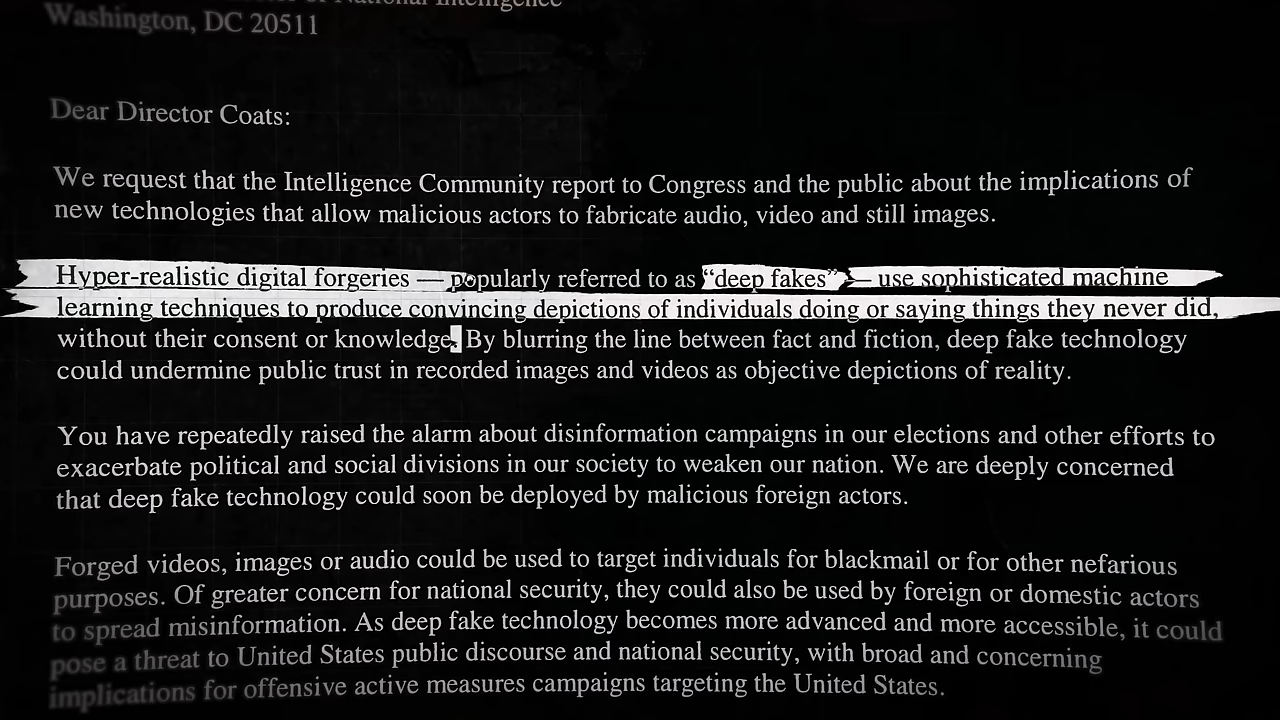 of National Intelligence
Washington, DC 20511
Dear Director Coats:
We request that the Intelligence Community report to Congress and the public about the implications of
new technologies that allow malicious actors to fabricate audio, video and still images.
Hyper-realistic digital forgeries — popularly referred to as “deep fakes” — use sophisticated machine
learning techniques to produce convincing depictions of individuals doing or saying things they never did,
without their consent or knowledge. By blurring the line between fact and fiction, deep fake technology
could undermine public trust in recorded images and videos as objective depictions of reality.
You have repeatedly raised the alarm about disinformation campaigns in our elections and other efforts to
exacerbate political and social divisions in our society to weaken our nation. We are deeply concerned
that deep fake technology could soon be deployed by malicious foreign actors.
Forged videos, images or audio could be used to target individuals for blackmail or for other nefarious
purposes. Of greater concern for national security, they could also be used by foreign or domestic actors
to spread misinformation. As deep fake technology becomes more advanced and more accessible, it could
pose a threat to United States public discourse and national security, with broad and concerning
implications for offensive active measures campaigns targeting the United States.